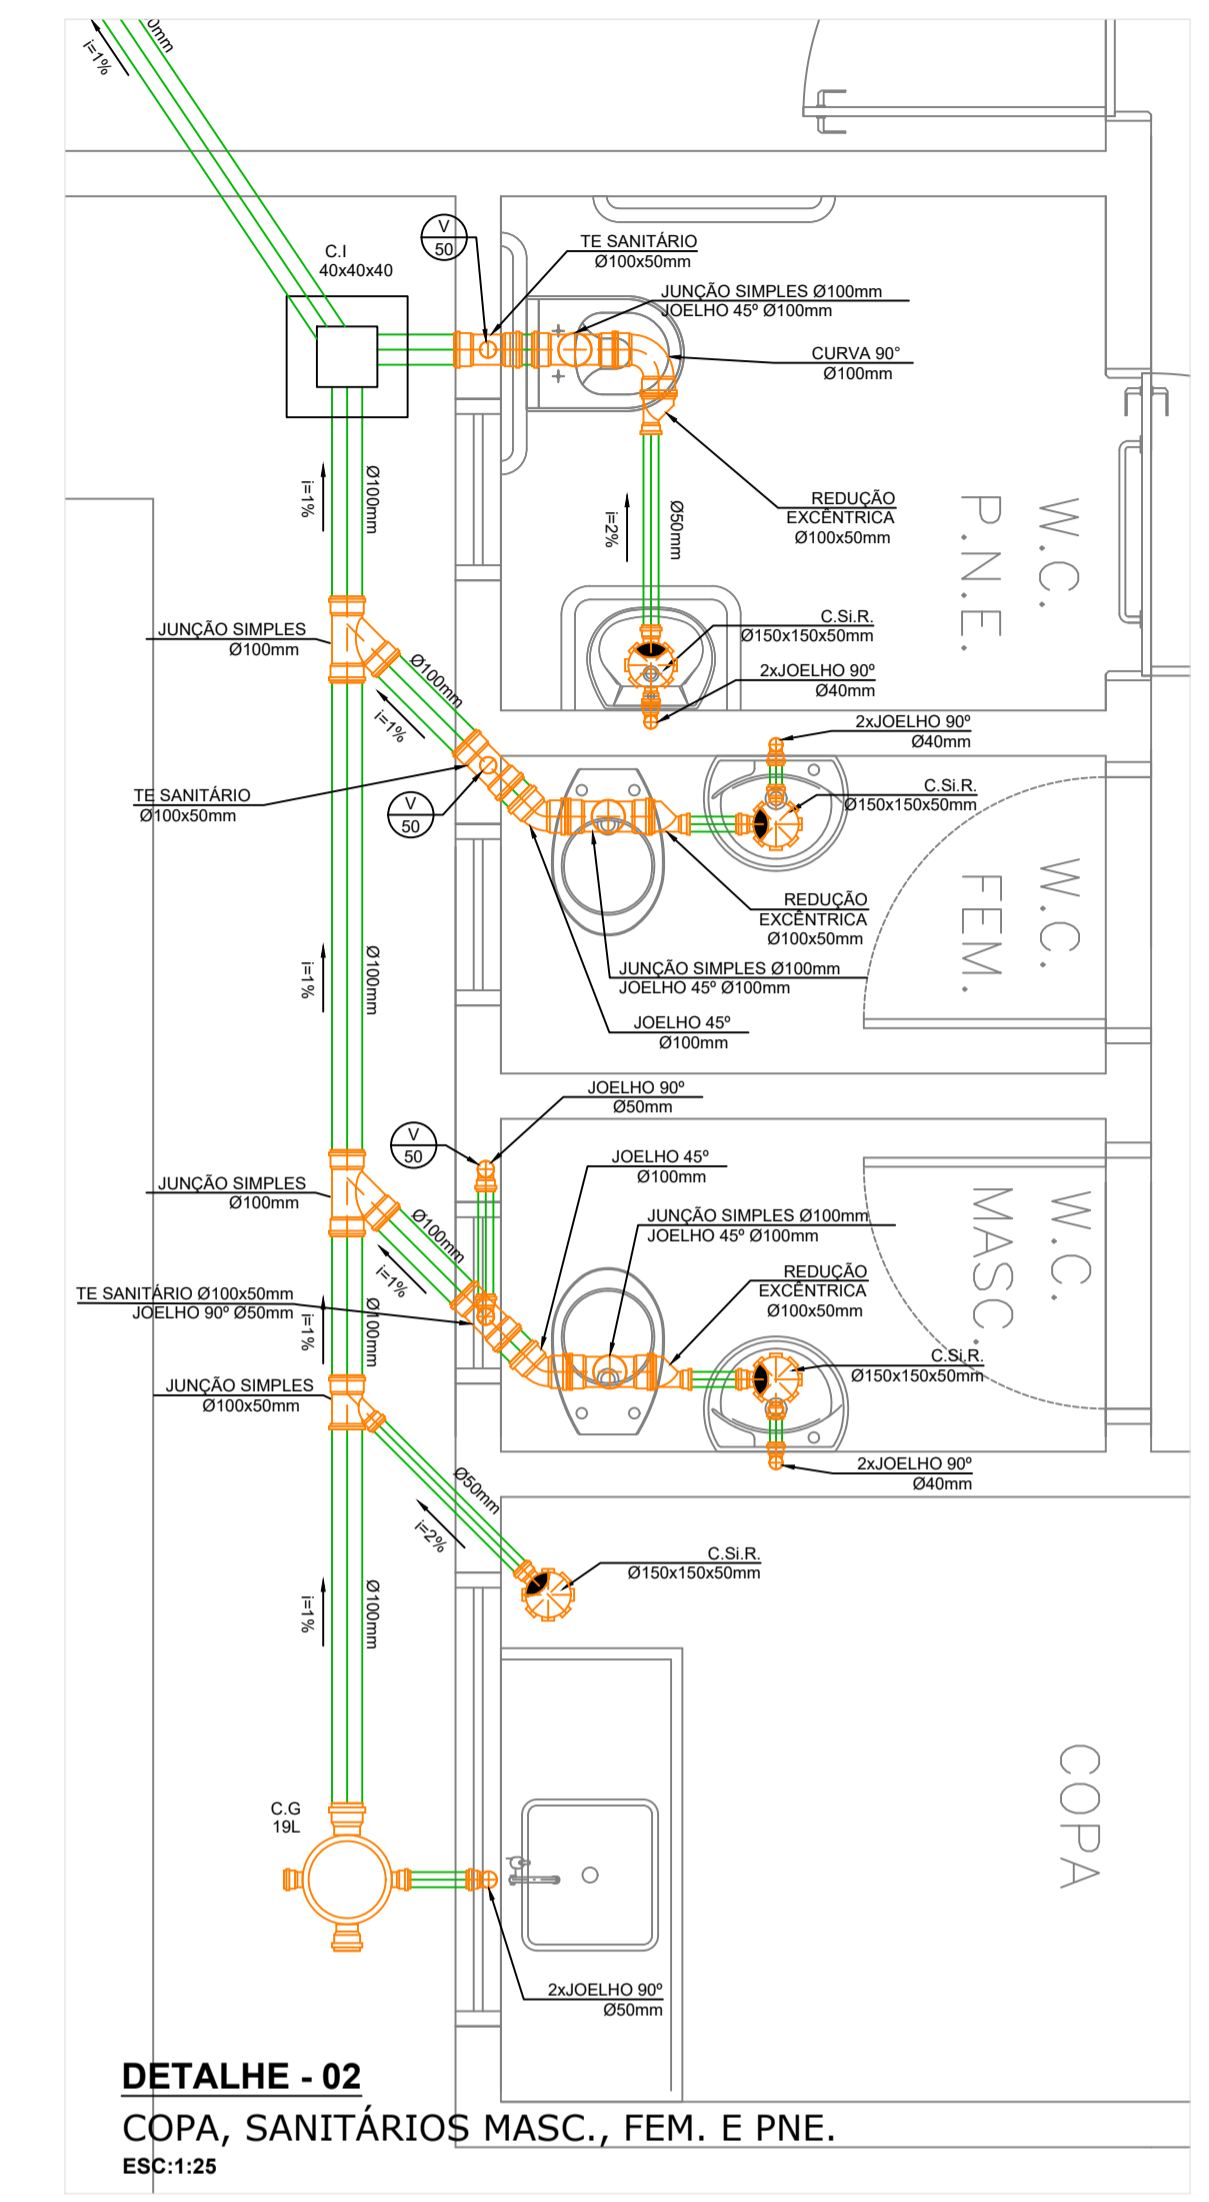 0mm
i=1%
C.I
40x40x40
V
50
TE SANITÁRIO
Ø100x50mm
JUNÇÃO SIMPLES Ø100mm
JOELHO 45º Ø100mm
CURVA 90°
Ø100mm
i=1%
Ø100mm
REDUÇÃO
EXCÊNTRICA
Ø100x50mm
i=2%
Ø50mm
W.C.
P.N.E.
JUNÇÃO SIMPLES
Ø100mm
C.Si.R.
Ø150x150x50mm
2xJOELHO 90º
Ø40mm
Ø100mm
i=1%
2xJOELHO 90º
Ø40mm
TE SANITÁRIO
Ø100x50mm
V
50
C.Si.R.
Ø150x150x50mm
REDUÇÃO
EXCÊNTRICA
Ø100x50mm
W.C.
FEM.
i=1%
Ø100mm
JUNÇÃO SIMPLES Ø100mm
JOELHO 45º Ø100mm
JOELHO 45º
Ø100mm
JOELHO 90º
Ø50mm
V
50
JOELHO 45º
Ø100mm
JUNÇÃO SIMPLES
Ø100mm
JUNÇÃO SIMPLES Ø100mm
JOELHO 45º Ø100mm
W.C.
MASC.
Ø100mm
i=1%
REDUÇÃO
EXCÊNTRICA
Ø100x50mm
TE SANITÁRIO Ø100x50mm
JOELHO 90º Ø50mm
i=1%
Ø100mm
C.Si.R.
Ø150x150x50mm
JUNÇÃO SIMPLES
Ø100x50mm
2xJOELHO 90º
Ø40mm
Ø50mm
i=2%
C.Si.R.
Ø150x150x50mm
i=1%
Ø100mm
COPA
C.G
19L
2xJOELHO 90º
Ø50mm
DETALHE - 02
COPA, SANITÁRIOS MASC., FEM. E PNE.
ESC:1:25